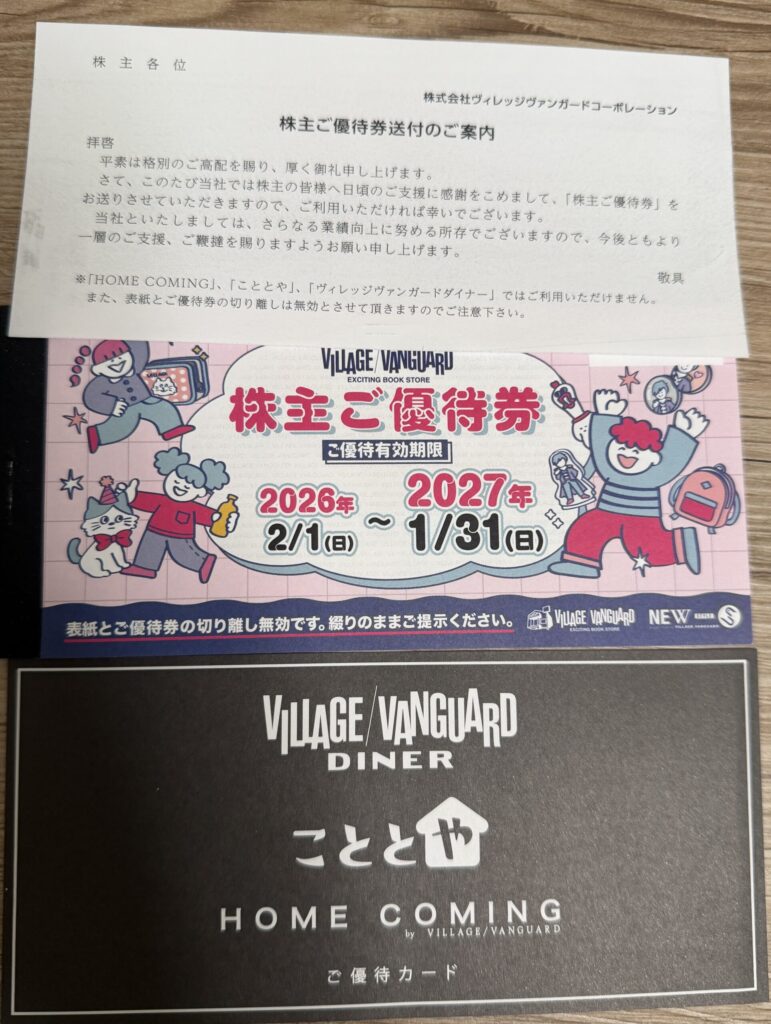 株主各位
株式会社ヴィレッジヴァンガードコーポレーション
株主ご優待券送付のご案内
拝啓
平素は格別のご高配を賜り、厚く御礼申し上げます。
さて、このたび当社では株主の皆様へ日頃のご支援に感謝をこめまして、「株主ご優待券」を
お送りさせていただきますので、ご利用いただければ幸いでございます。
当社といたしましては、さらなる業績向上に努める所存でございますので、今後ともより
一層のご支援、ご鞭撻を賜りますようお願い申し上げます。
敬具
※「HOME COMING」、「こととや」、「ヴィレッジヴァンガードダイナー」ではご利用いただけません。
また、表紙とご優待券の切り離しは無効とさせて頂きますのでご注意下さい。
VILLAGE/VANGUARD
EXCITING BOOK STORE
株主ご優待券
ご優待有効期限
2026年 2/1(日) ~ 2027年 1/31(日)
表紙とご優待券の切り離し無効です。綴りのままご提示ください。
VILLAGE VANGUARD
EXCITING BOOK STORE
NEW STYLE
VILLAGE VANGUARD
VILLAGE/VANGUARD
DINER
こととや
HOME COMING
by VILLAGE/VANGUARD
ご優待カード